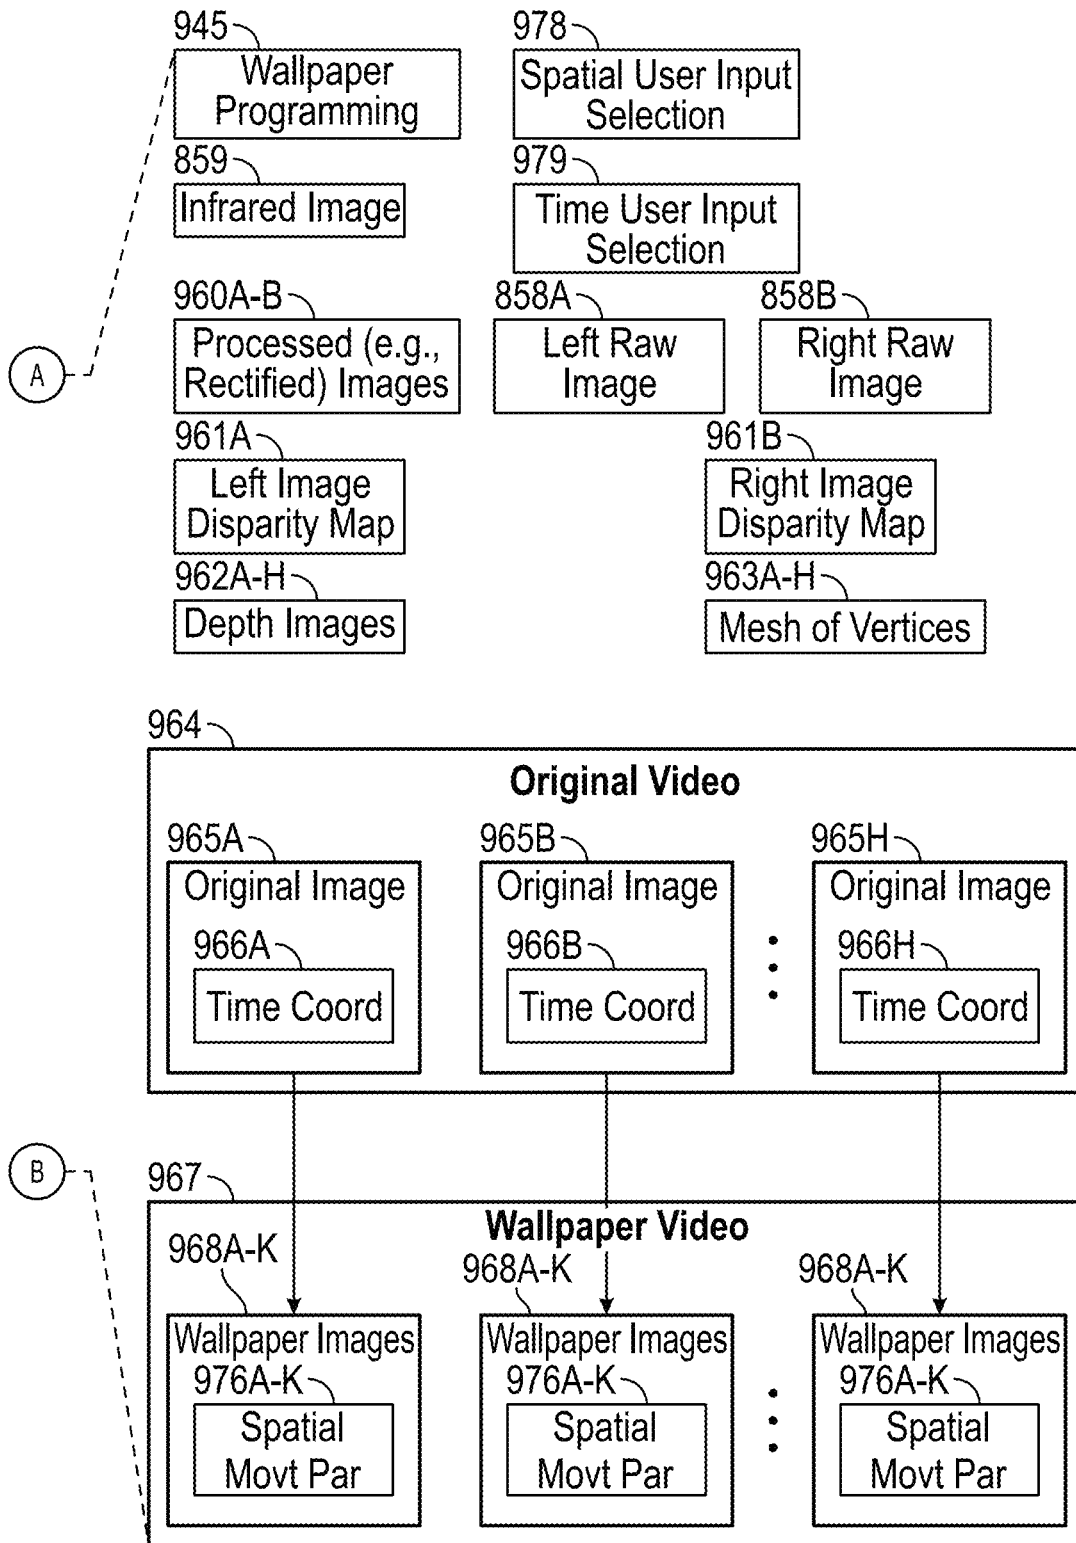 945
Wallpaper
Programming
978
Spatial User Input
Selection
859
Infrared Image
979
Time User Input
Selection
960A-B
Processed (e.g.,
Rectified) Images
858A
Left Raw
Image
858B
Right Raw
Image
A
961A
Left Image
Disparity Map
961B
Right Image
Disparity Map
962A-H
Depth Images
963A-H
Mesh of Vertices
964
Original Video
965A
Original Image
966A
Time Coord
965B
Original Image
966B
Time Coord
965H
Original Image
966H
Time Coord
B
967
Wallpaper Video
968A-K
Wallpaper Images
976A-K
Spatial
Movt Par
968A-K
Wallpaper Images
976A-K
Spatial
Movt Par
968A-K
Wallpaper Images
976A-K
Spatial
Movt Par